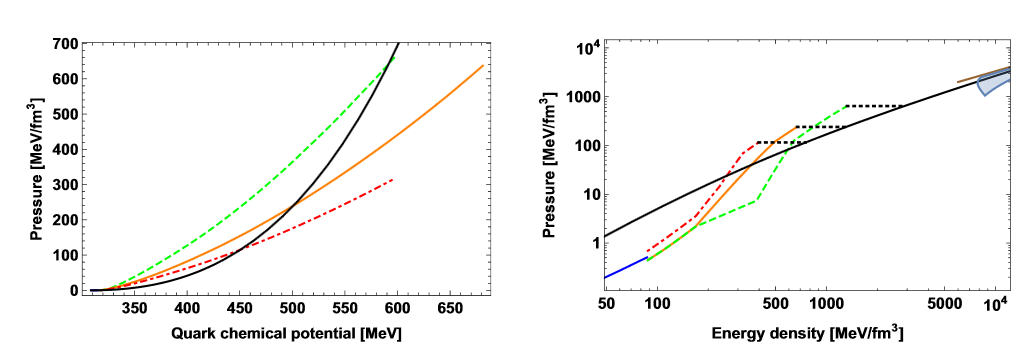 700
600
500
400
300
200
100
0
Pressure [MeV/fm³]
350 400 450 500 550 600 650
Quark chemical potential [MeV]
10⁴
1000
100
10
1
Pressure [MeV/fm³]
50 100 500 1000 5000 10⁴
Energy density [MeV/fm³]